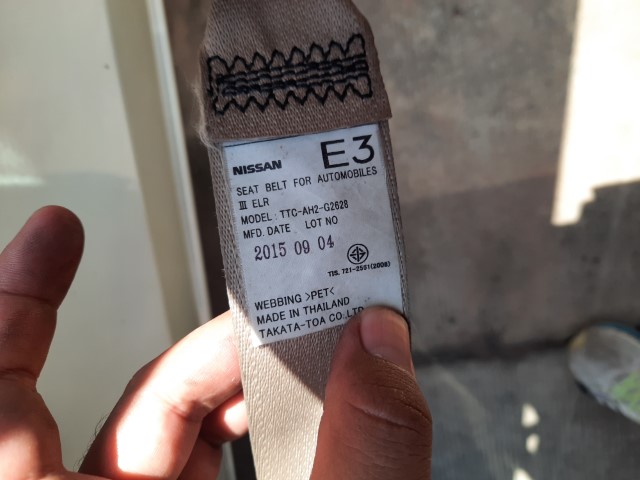 NISSAN E3
SEAT BELT FOR AUTOMOBILES
Ⅲ ELR
MODEL: TTC-AH2-G2628
MFD. DATE. LOT NO
2015 09 04
TIS. 721-2551(2008)
WEBBING >PET<
MADE IN THAILAND
TAKATA-TOA CO.LTD